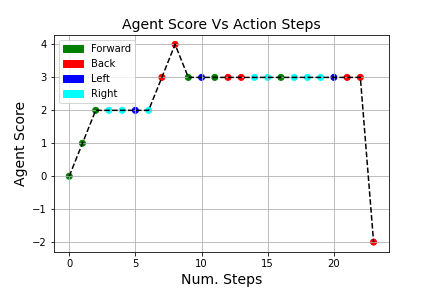 Agent Score Vs Action Steps
Forward
Back
Left
Right
4
3
2
1
0
−1
−2
Agent Score
0 5 10 15 20
Num. Steps